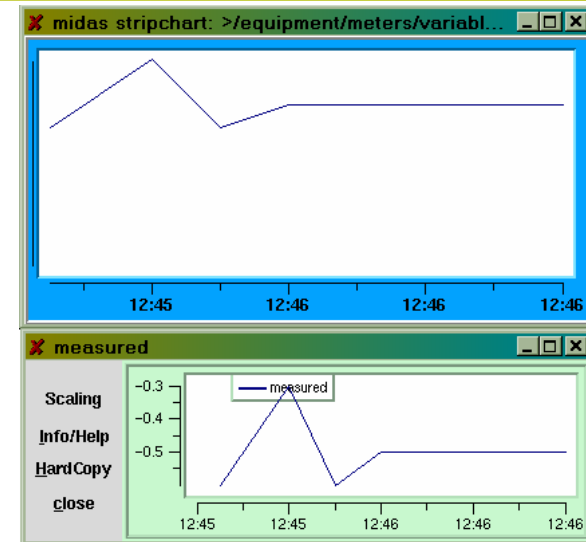 midas stripchart: >/equipment/meters/variabl...
12:45 12:46 12:46 12:46
measured
Scaling
Info/Help
HardCopy
close
-0.3
-0.4
-0.5
measured
12:45 12:45 12:46 12:46 12:46